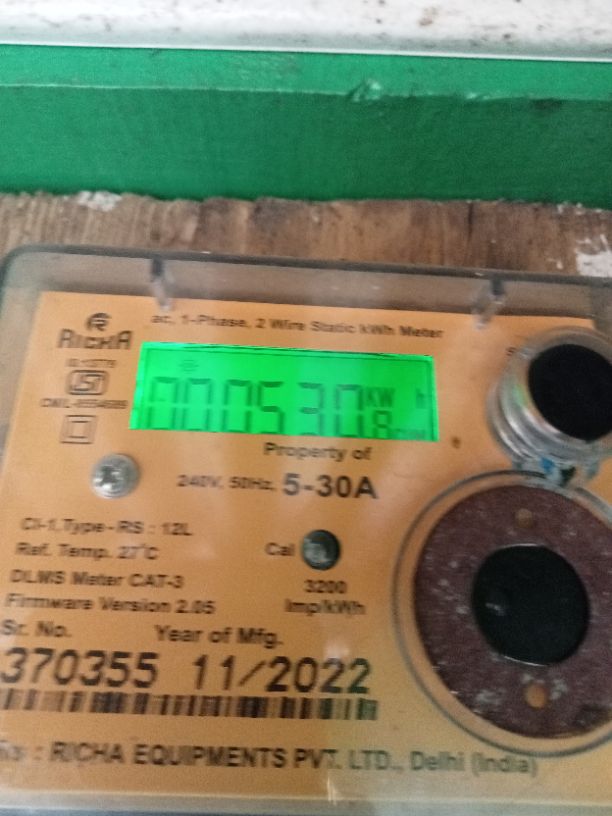 RICHA
ac, 1-Phase, 2 Wire Static kWh Meter
ISI
000530.8 KW h
Property of
240V, 50Hz, 5-30A
Cl-1, Type - RS : 12L
Ref. Temp. 27°C
Cal
DLMS Meter CAT-3
3200
Imp/kWh
Firmware Version 2.05
Sr. No. Year of Mfg.
370355 11/2022
: RICHA EQUIPMENTS PVT. LTD., Delhi (India)